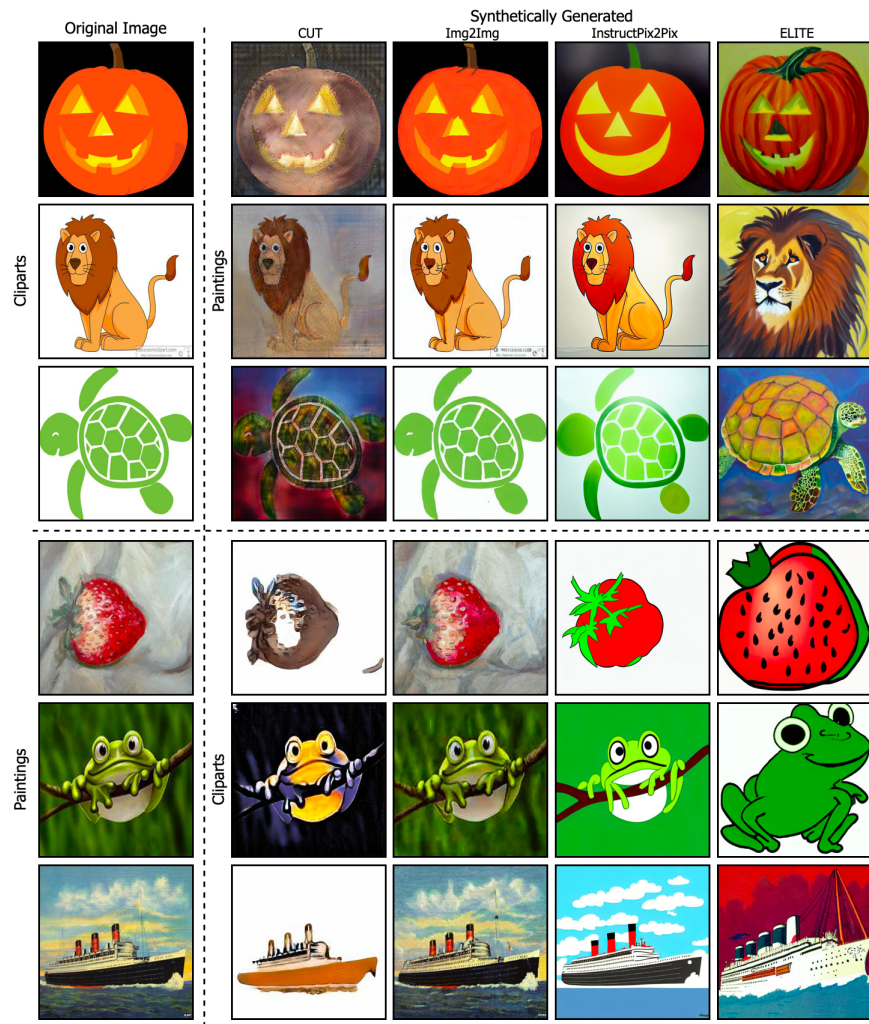 Synthetically Generated
Original Image
CUT
Img2Img
InstructPix2Pix
ELITE
Cliparts
Paintings
Paintings
Cliparts